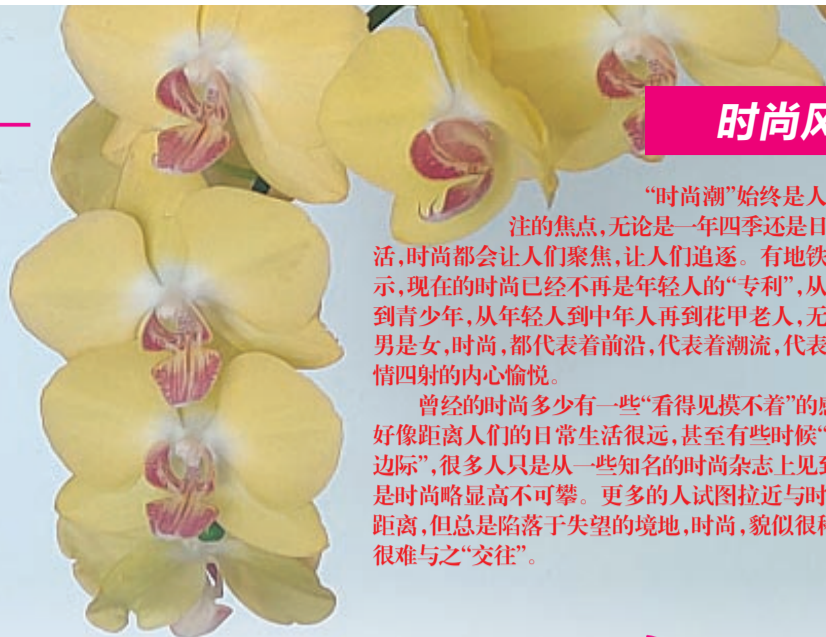 时尚风
“时尚潮”始终是人
注的焦点,无论是一年四季还是日
活,时尚都会让人们聚焦,让人们追逐。有地铁
示,现在的时尚已经不再是年轻人的“专利”,从
到青少年,从年轻人到中年人再到花甲老人,无
男是女,时尚,都代表着前沿,代表着潮流,代表
情四射的内心愉悦。
曾经的时尚多少有一些“看得见摸不着”的感
好像距离人们的日常生活很远,甚至有些时候“
边际”,很多人只是从一些知名的时尚杂志上见到
是时尚略显高不可攀。更多的人试图拉近与时
距离,但总是陷落于失望的境地,时尚,貌似很
很难与之“交往”。